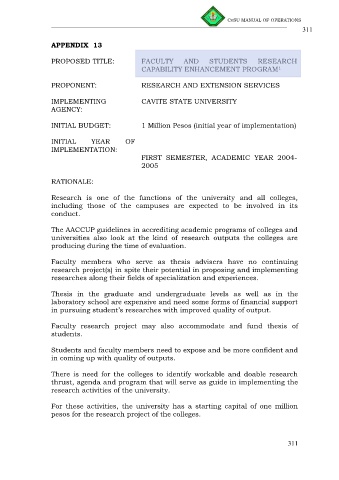 CvSU MANUAL OF OPERATIONS
311
APPENDIX 13
PROPOSED TITLE: FACULTY AND STUDENTS RESEARCH
CAPABILITY ENHANCEMENT PROGRAM¹
PROPONENT: RESEARCH AND EXTENSION SERVICES
IMPLEMENTING CAVITE STATE UNIVERSITY
AGENCY:
INITIAL BUDGET: 1 Million Pesos (initial year of implementation)
INITIAL YEAR OF
IMPLEMENTATION:
FIRST SEMESTER, ACADEMIC YEAR 2004-
2005
RATIONALE:
Research is one of the functions of the university and all colleges,
including those of the campuses are expected to be involved in its
conduct.
The AACCUP guidelines in accrediting academic programs of colleges and
universities also look at the kind of research outputs the colleges are
producing during the time of evaluation.
Faculty members who serve as thesis advisers have no continuing
research project(s) in spite their potential in proposing and implementing
researches along their fields of specialization and experiences.
Thesis in the graduate and undergraduate levels as well as in the
laboratory school are expensive and need some forms of financial support
in pursuing student's researches with improved quality of output.
Faculty research project may also accommodate and fund thesis of
students.
Students and faculty members need to expose and be more confident and
in coming up with quality of outputs.
There is need for the colleges to identify workable and doable research
thrust, agenda and program that will serve as guide in implementing the
research activities of the university.
For these activities, the university has a starting capital of one million
pesos for the research project of the colleges.
311